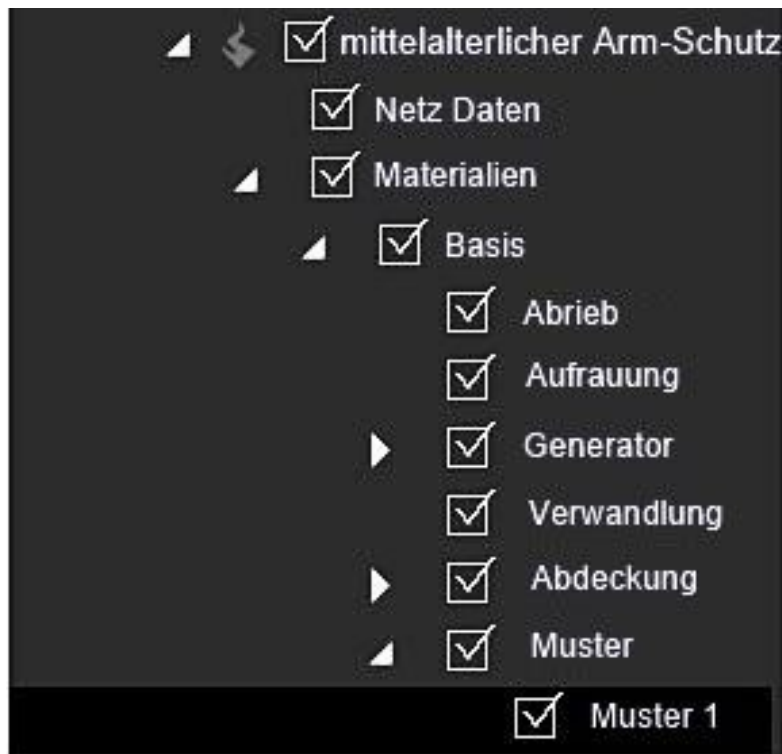 mittelalterlicher Arm-Schutz
Netz Daten
Materialien
Basis
Abrieb
Aufrauung
Generator
Verwandlung
Abdeckung
Muster
Muster 1